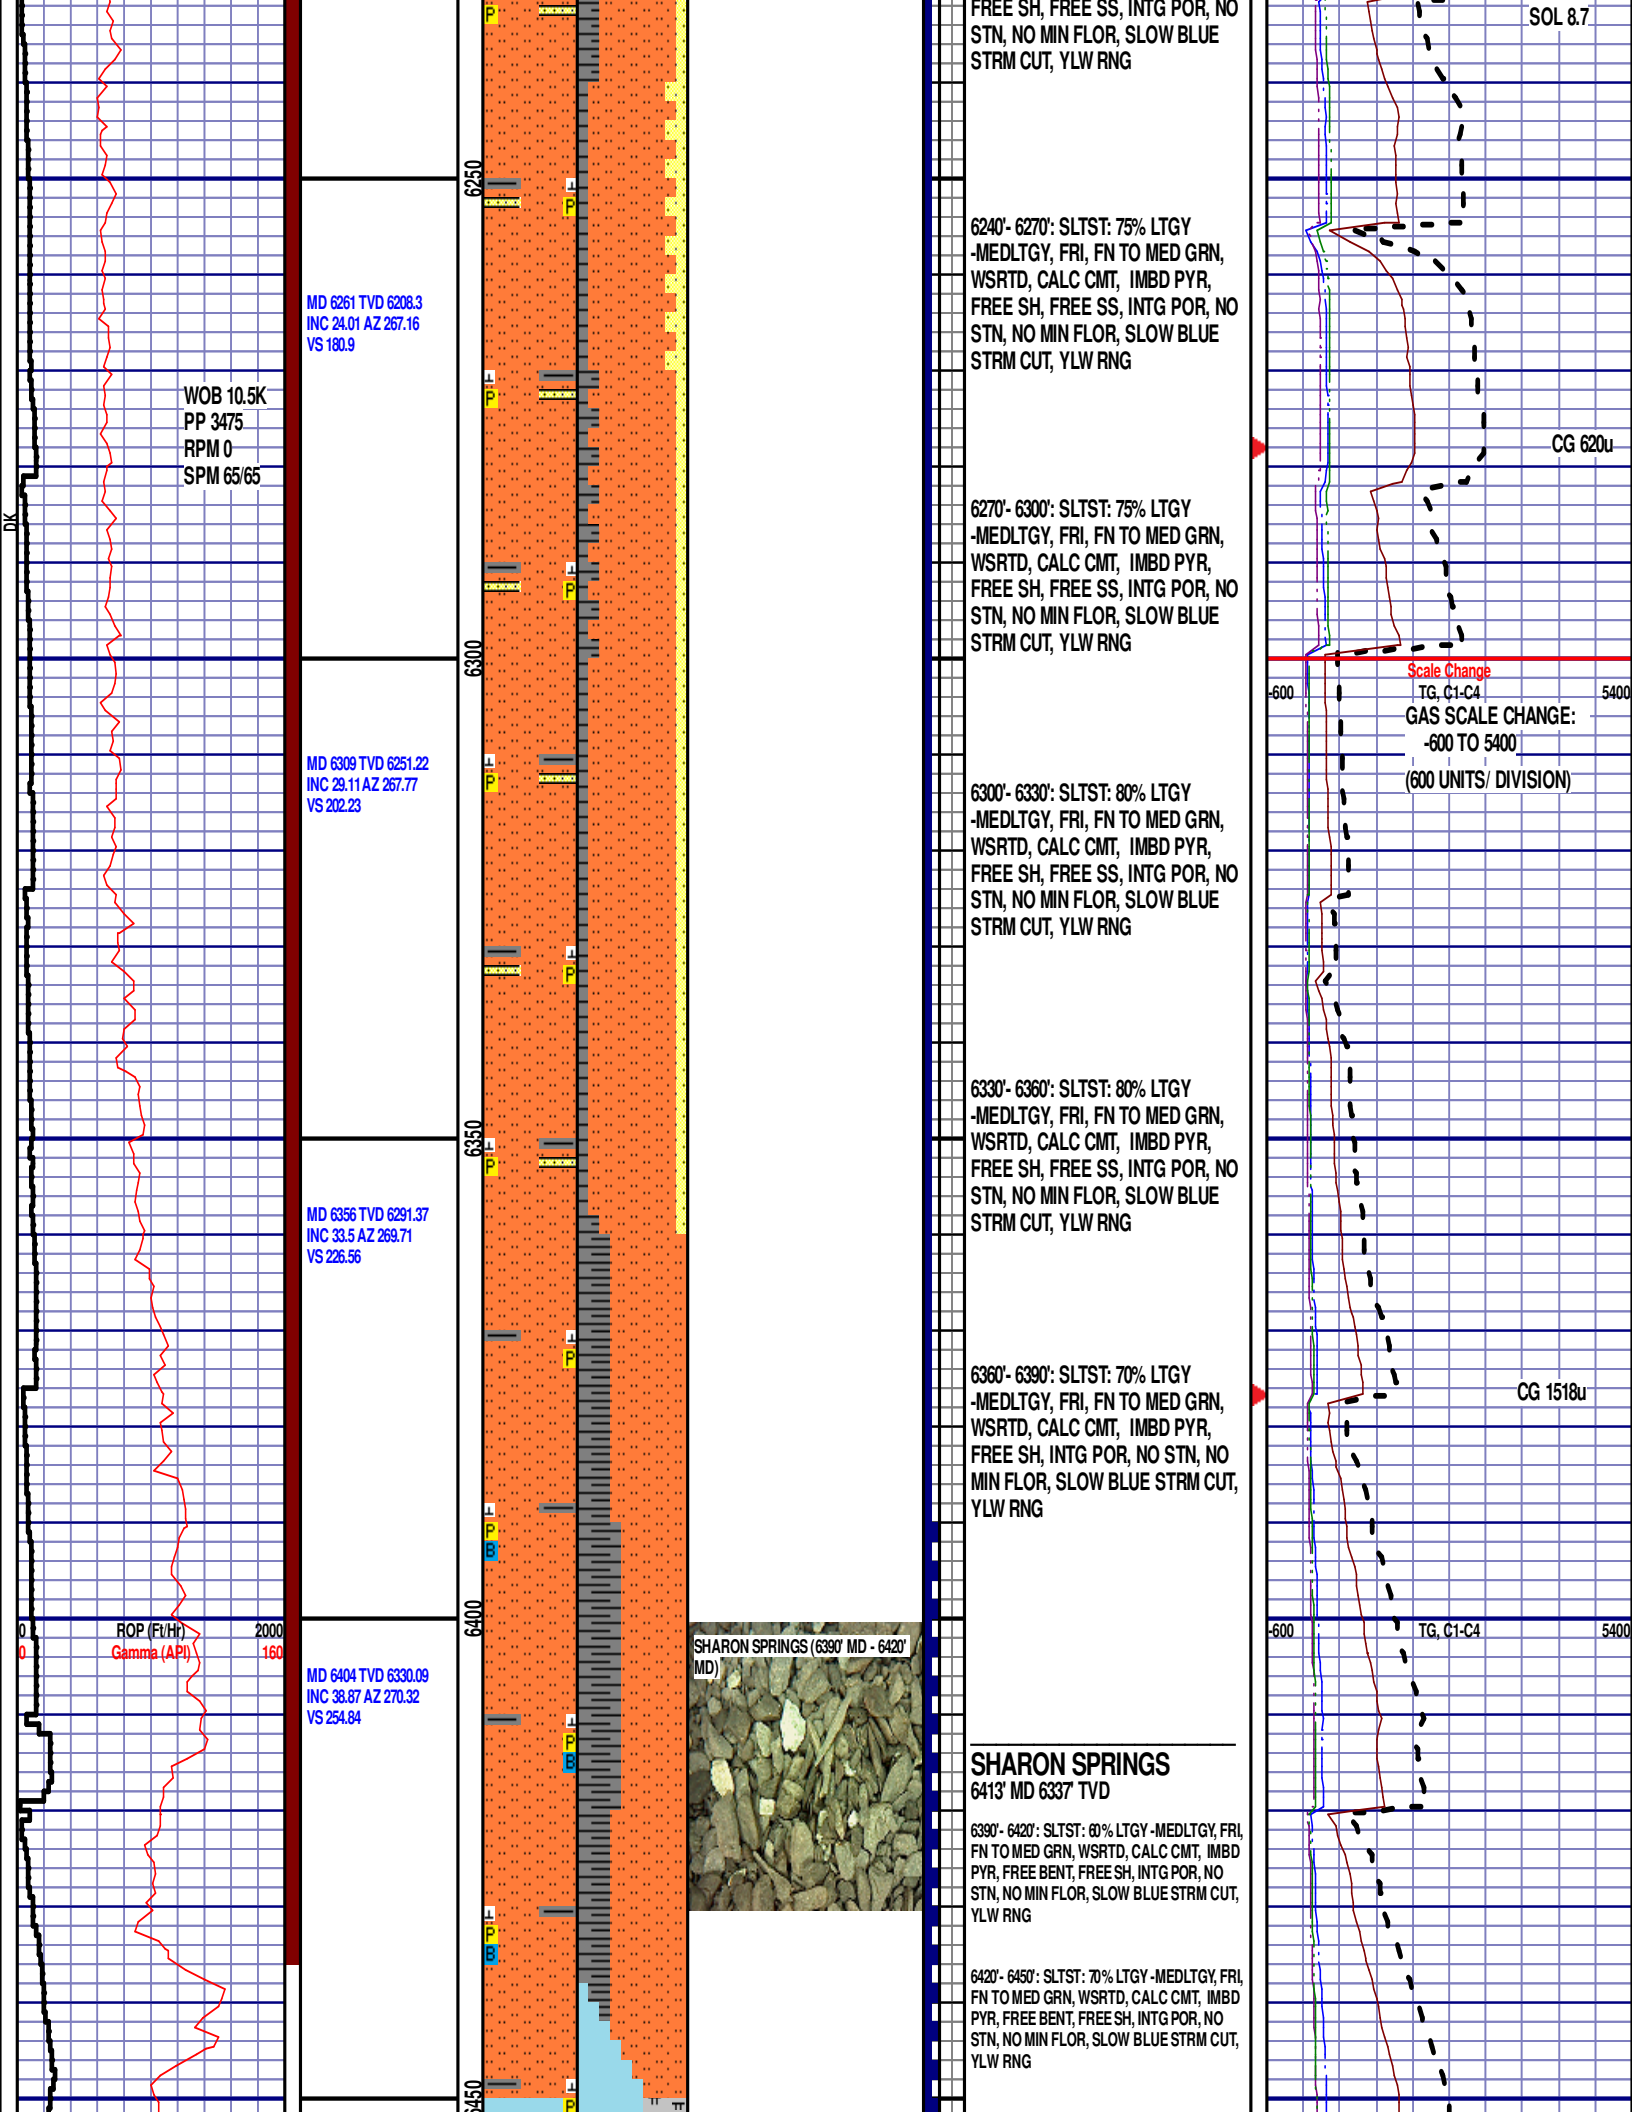 FREE SH, FREE SS, INTG POR, NO
STN, NO MIN FLOR, SLOW BLUE
STRM CUT, YLW RNG
SOL 8.7
P
6250
P
6240'- 6270': SLTST: 75% LTGY
-MEDLTGY, FRI, FN TO MED GRN,
WSRTD, CALC CMT, IMBD PYR,
FREE SH, FREE SS, INTG POR, NO
STN, NO MIN FLOR, SLOW BLUE
STRM CUT, YLW RNG
MD 6261 TVD 6208.3
INC 24.01 AZ 267.16
VS 180.9
WOB 10.5K
PP 3475
RPM 0
SPM 65/65
P
CG 620u
DK
6270'- 6300': SLTST: 75% LTGY
-MEDLTGY, FRI, FN TO MED GRN,
WSRTD, CALC CMT, IMBD PYR,
FREE SH, FREE SS, INTG POR, NO
STN, NO MIN FLOR, SLOW BLUE
STRM CUT, YLW RNG
P
6300
Scale Change
-600 TG, C1-C4 5400
GAS SCALE CHANGE:
-600 TO 5400
(600 UNITS/ DIVISION)
MD 6309 TVD 6251.22
INC 29.11 AZ 267.77
VS 202.23
P
6300'- 6330': SLTST: 80% LTGY
-MEDLTGY, FRI, FN TO MED GRN,
WSRTD, CALC CMT, IMBD PYR,
FREE SH, FREE SS, INTG POR, NO
STN, NO MIN FLOR, SLOW BLUE
STRM CUT, YLW RNG
P
6330'- 6360': SLTST: 80% LTGY
-MEDLTGY, FRI, FN TO MED GRN,
WSRTD, CALC CMT, IMBD PYR,
FREE SH, FREE SS, INTG POR, NO
STN, NO MIN FLOR, SLOW BLUE
STRM CUT, YLW RNG
6350
P
MD 6356 TVD 6291.37
INC 33.5 AZ 269.71
VS 226.56
P
6360'- 6390': SLTST: 70% LTGY
-MEDLTGY, FRI, FN TO MED GRN,
WSRTD, CALC CMT, IMBD PYR,
FREE SH, INTG POR, NO STN, NO
MIN FLOR, SLOW BLUE STRM CUT,
YLW RNG
CG 1518u
P
B
6400
0 ROP (Ft/Hr) 2000
0 Gamma (API) 160
-600 TG, C1-C4 5400
SHARON SPRINGS (6390' MD - 6420'
MD)
MD 6404 TVD 6330.09
INC 38.87 AZ 270.32
VS 254.84
P
B
SHARON SPRINGS
6413' MD 6337' TVD
6390'- 6420': SLTST: 60% LTGY -MEDLTGY, FRI,
FN TO MED GRN, WSRTD, CALC CMT, IMBD
PYR, FREE BENT, FREE SH, INTG POR, NO
STN, NO MIN FLOR, SLOW BLUE STRM CUT,
YLW RNG
P
B
6420'- 6450': SLTST: 70% LTGY -MEDLTGY, FRI,
FN TO MED GRN, WSRTD, CALC CMT, IMBD
PYR, FREE BENT, FREE SH, INTG POR, NO
STN, NO MIN FLOR, SLOW BLUE STRM CUT,
YLW RNG
6450
P